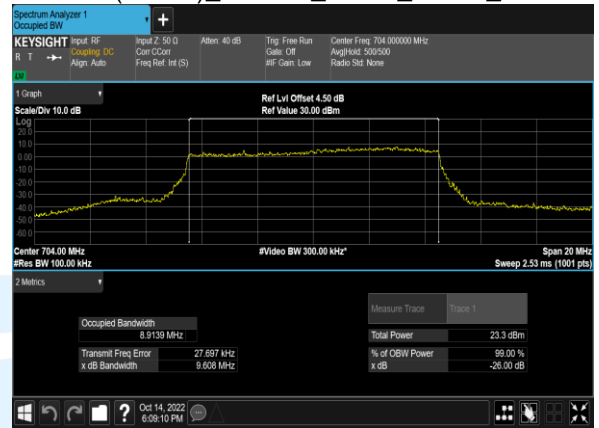 Spectrum Analyzer 1
Occupied BW
+
KEYSIGHT
R T
LV
Input: RF
Coupling: DC
Align: Auto
Input Z: 50 Ω
Corr CCorr
Freq Ref: Int (S)
Atten: 40 dB
Trig: Free Run
Gate: Off
#IF Gain: Low
Center Freq: 704.000000 MHz
Avg|Hold: 500/500
Radio Std: None
1 Graph
Scale/Div 10.0 dB
Ref Lvl Offset 4.50 dB
Ref Value 30.00 dBm
Log
20.0
10.0
0.00
-10.0
-20.0
-30.0
-40.0
-50.0
-60.0
Center 704.00 MHz
#Res BW 100.00 kHz
#Video BW 300.00 kHz*
Span 20 MHz
Sweep 2.53 ms (1001 pts)
2 Metrics
Measure Trace Trace 1
Occupied Bandwidth
8.9139 MHz
Total Power 23.3 dBm
Transmit Freq Error 27.697 kHz
% of OBW Power 99.00 %
x dB Bandwidth 9.608 MHz
x dB -26.00 dB
?
Oct 14, 2022
6:09:10 PM